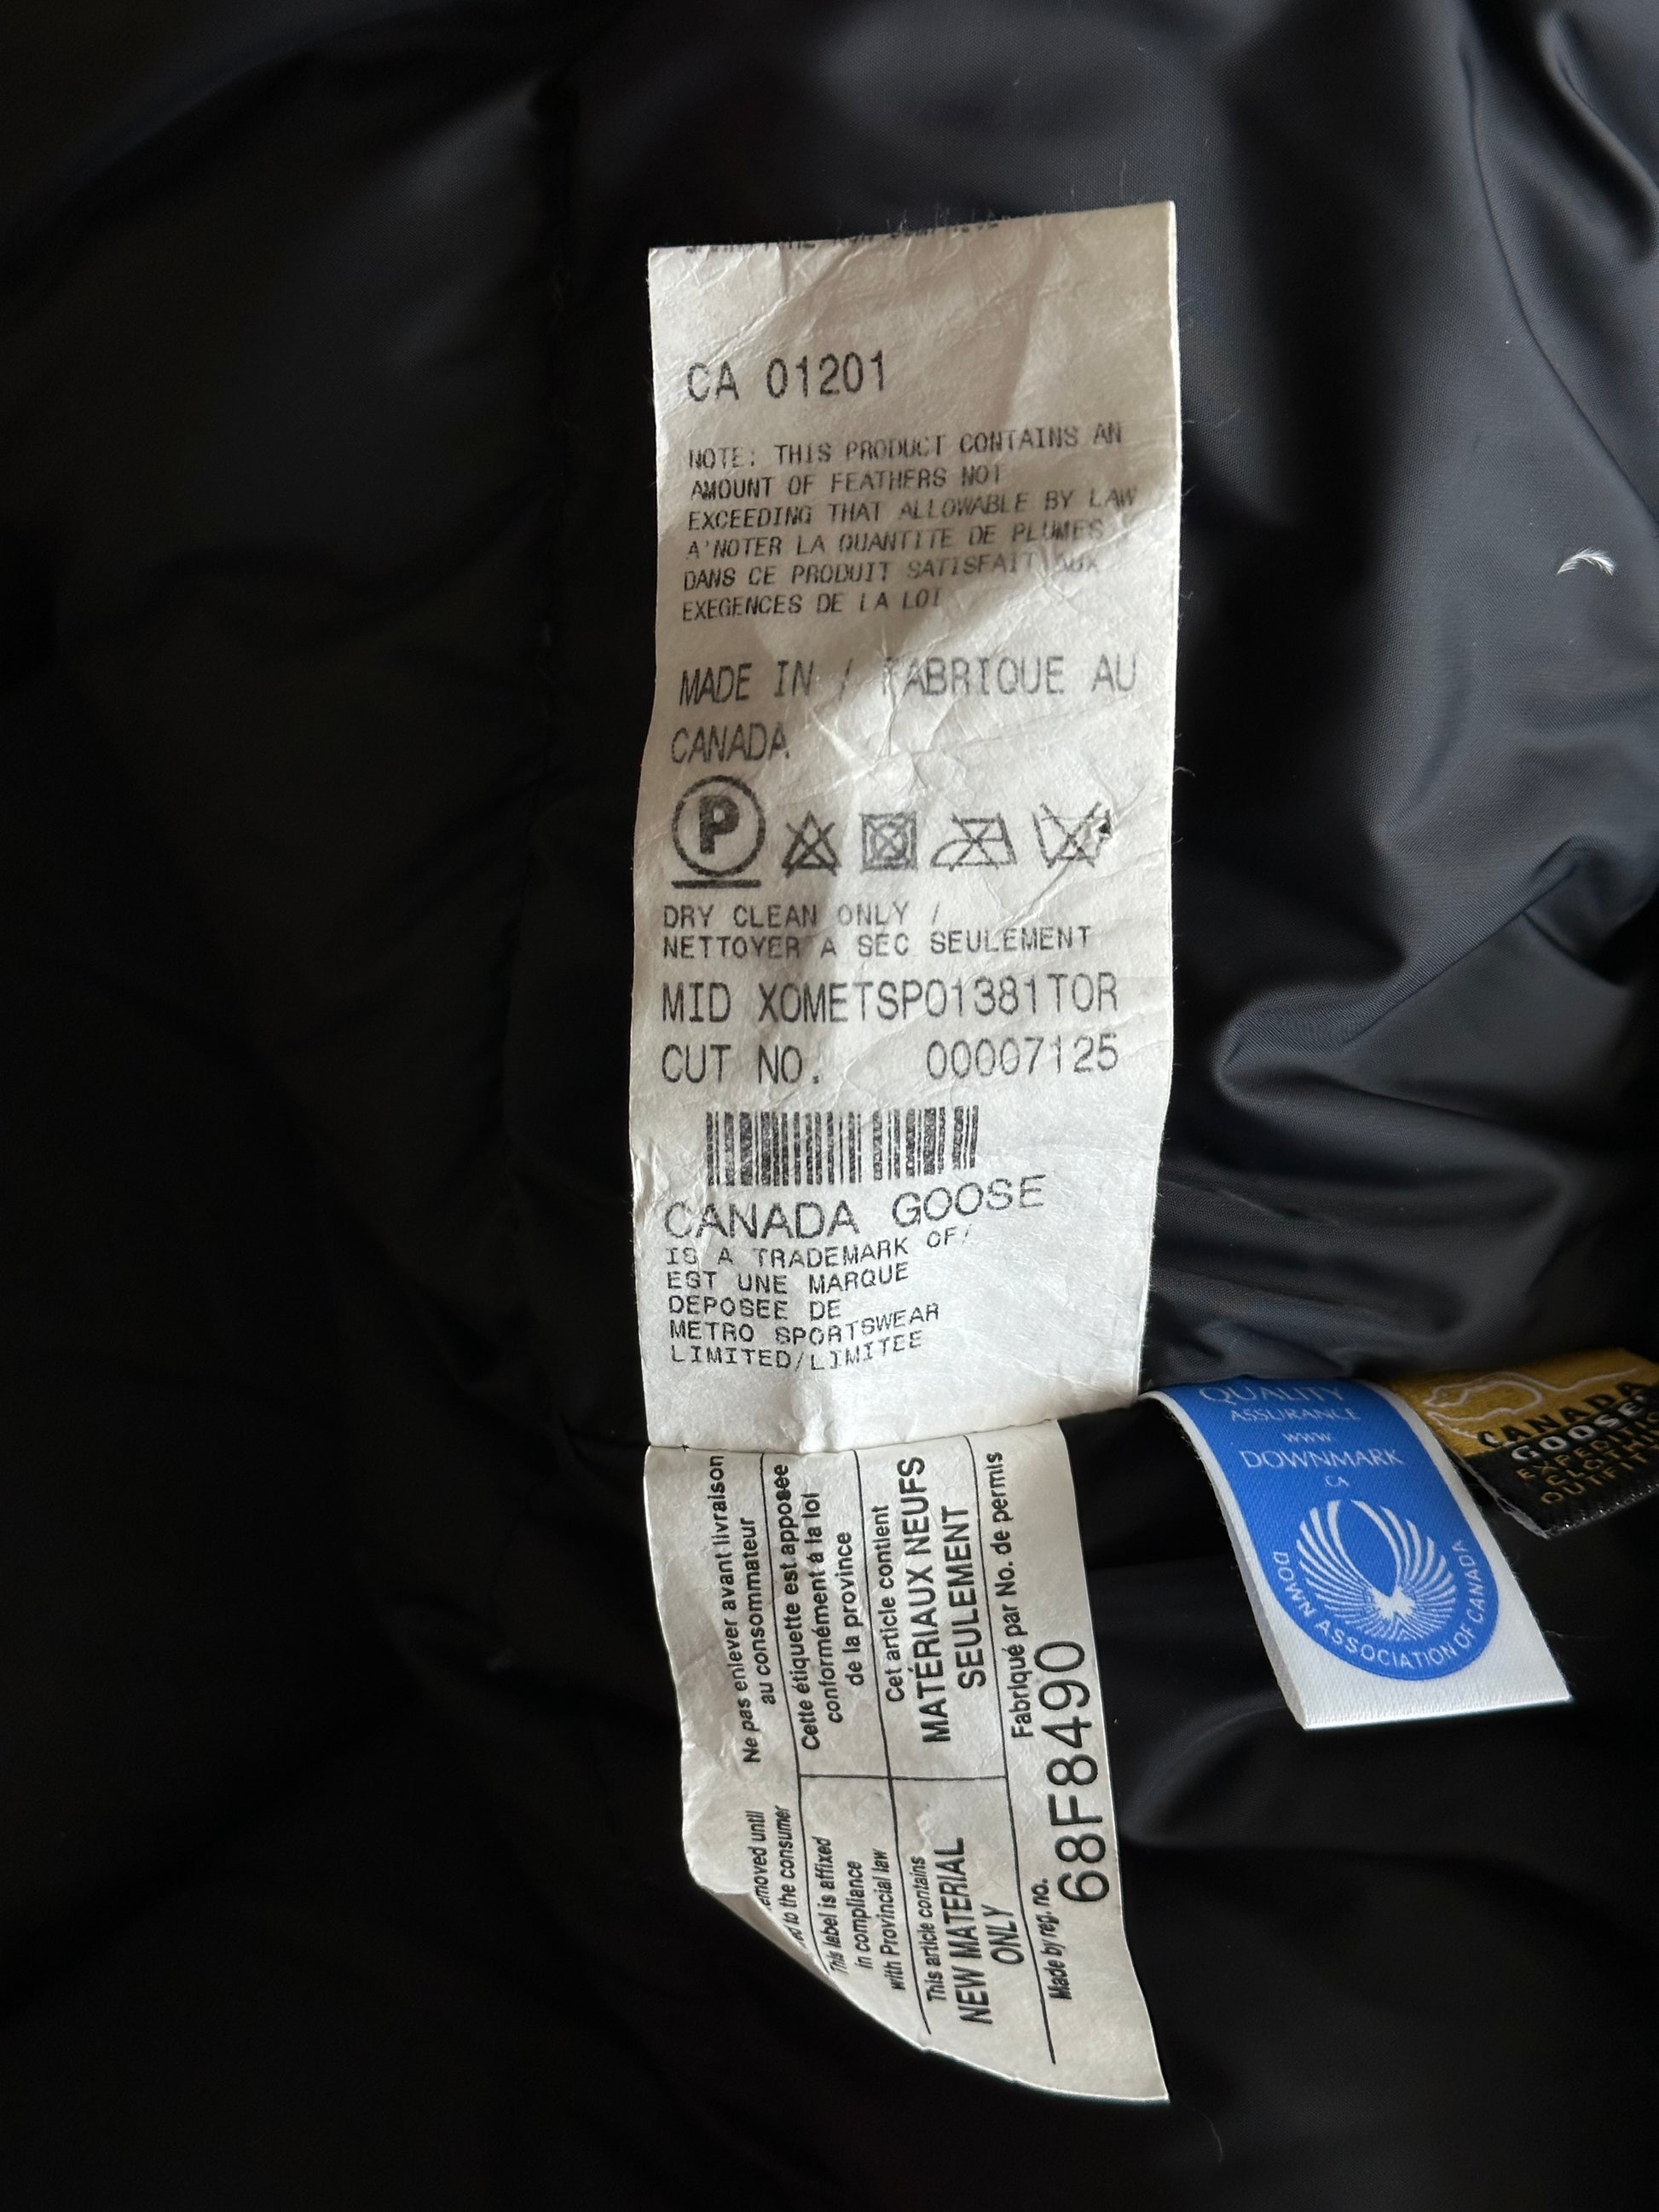 CA 01201
NOTE: THIS PRODUCT CONTAINS AN
AMOUNT OF FEATHERS NOT
EXCEEDING THAT ALLOWABLE BY LAW
A'NOTER LA QUANTITE DE PLUMES
DANS CE PRODUIT SATISFAIT AUX
EXEGENCES DE LA LOI
MADE IN / FABRIQUE AU
CANADA
P
DRY CLEAN ONLY /
NETTOYER A SEC SEULEMENT
MID XOMETSPO1381TOR
CUT NO. 00007125
CANADA GOOSE
IS A TRADEMARK OF/
EST UNE MARQUE
DEPOSEE DE
METRO SPORTSWEAR
LIMITED/LIMITEE
Ne pas enlever avant livraison
au consommateur
Cette étiquette est apposée
conformément à la loi
de la province
Cet article contient
MATÉRIAUX NEUFS
SEULEMENT
Fabriqué par No. de permis
68F8490
until
to the consumer
This label is affixed
in compliance
with Provincial law
This article contains
NEW MATERIAL
ONLY
Made by reg. no.
QUALITY
ASSURANCE
www.
DOWNMARK
CA
DOWN ASSOCIATION OF CANADA
CANADA
GOOSE